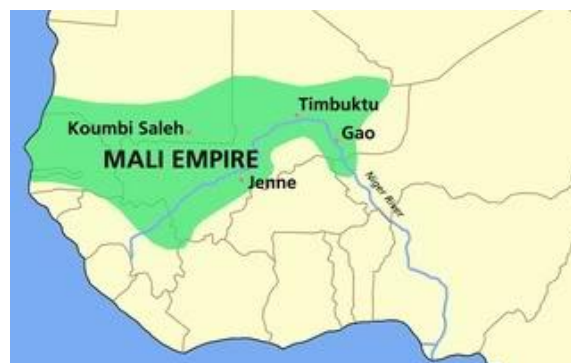 Timbuktu
Koumbi Saleh
Gao
MALI EMPIRE
Jenne
Niger River